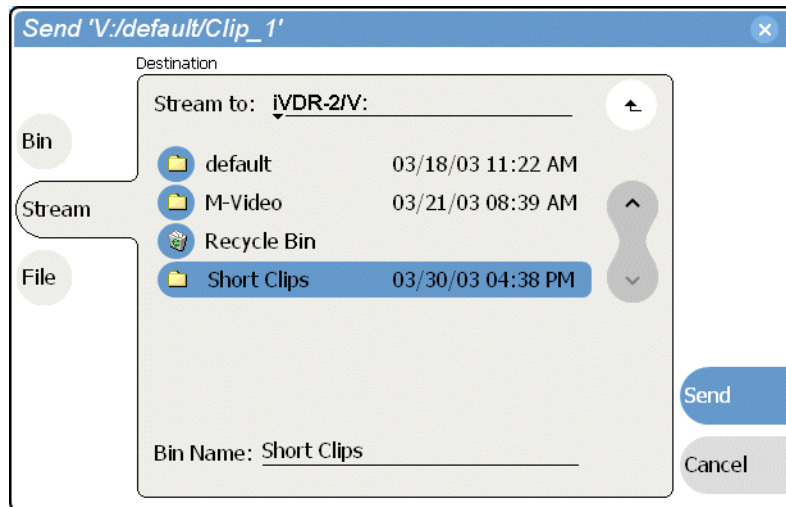 Send 'V:/default/Clip_1'
Destination
Stream to: iVDR-2/V:
Bin
Stream
File
default 03/18/03 11:22 AM
M-Video 03/21/03 08:39 AM
Recycle Bin
Short Clips 03/30/03 04:38 PM
Bin Name: Short Clips
Send
Cancel